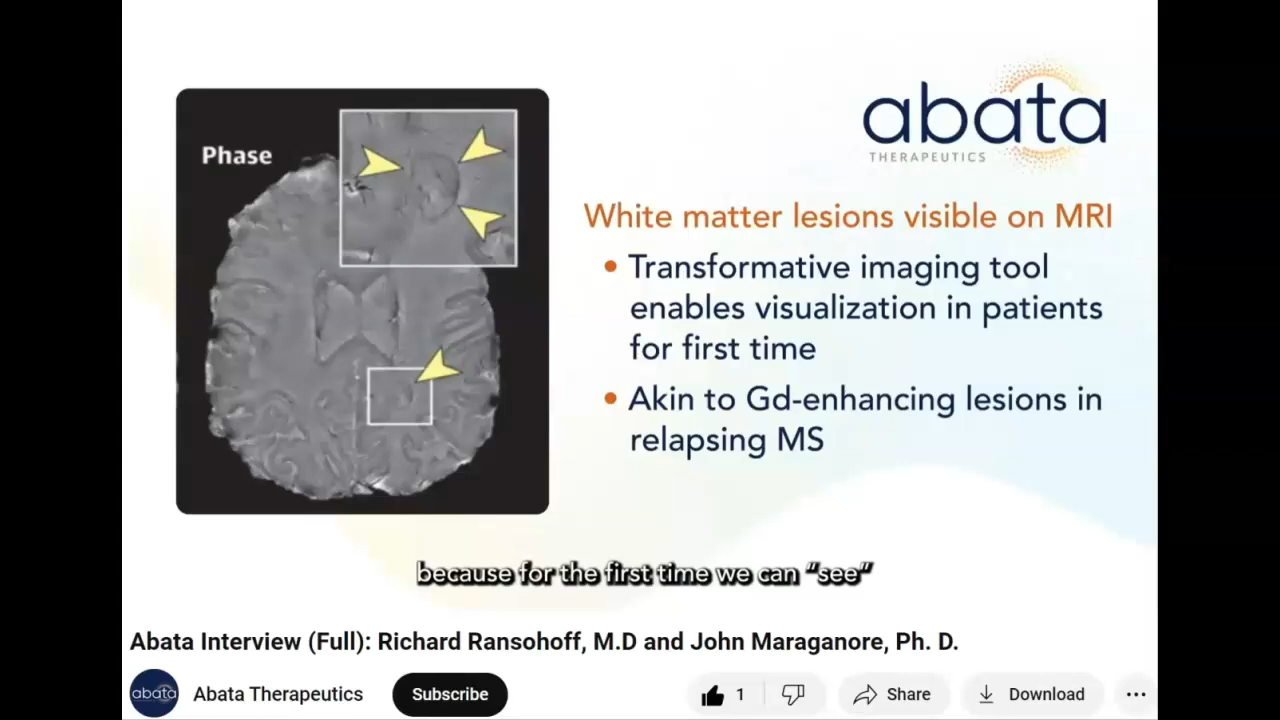 Phase
abata
THERAPEUTICS
White matter lesions visible on MRI
• Transformative imaging tool
enables visualization in patients
for first time
• Akin to Gd-enhancing lesions in
relapsing MS
because for the first time we can “see”
Abata Interview (Full): Richard Ransohoff, M.D and John Maraganore, Ph. D.
abata
Abata Therapeutics
Subscribe
1
Share
Download